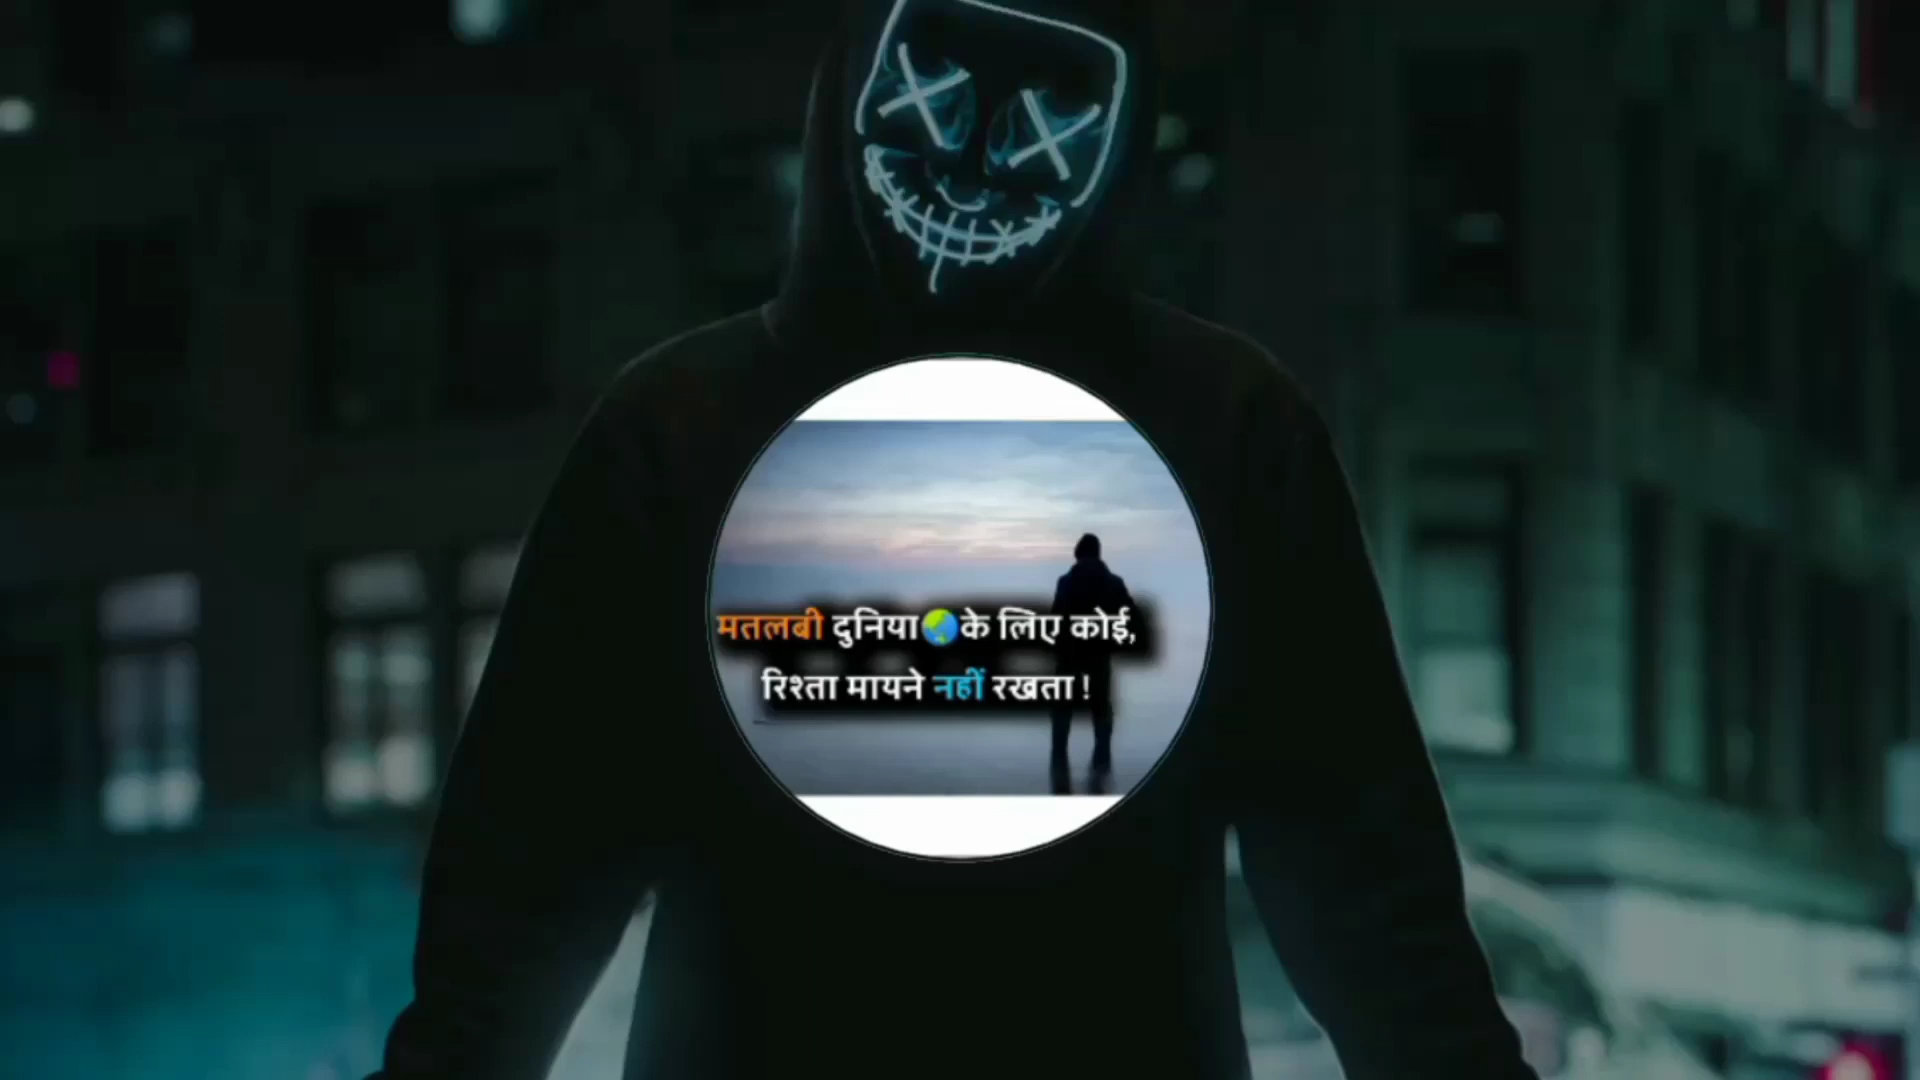 मतलबी दुनिया🌏के लिए कोई,
रिश्ता मायने नहीं रखता !